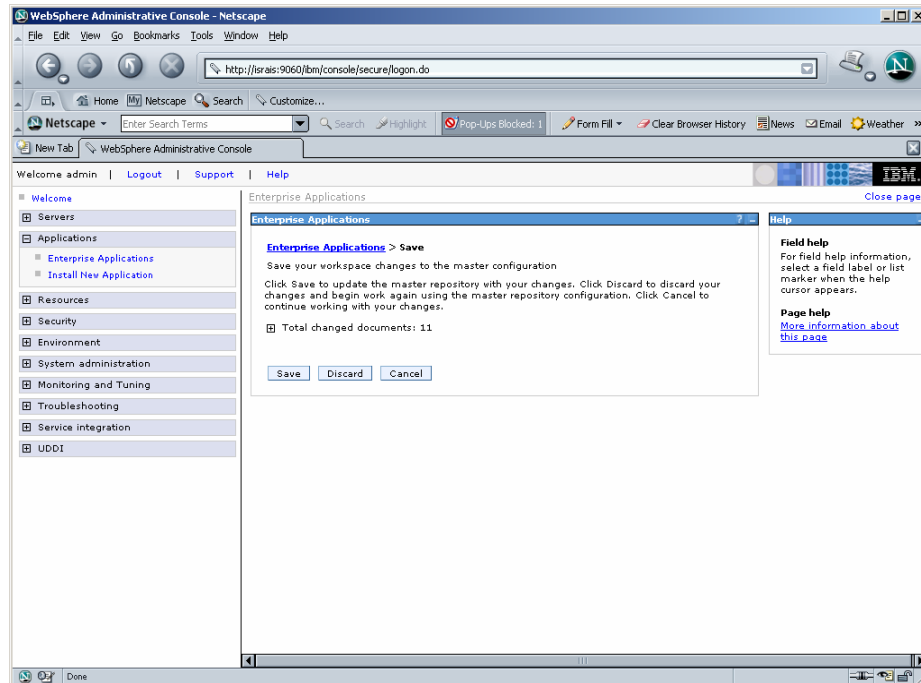 WebSphere Administrative Console - Netscape
File Edit View Go Bookmarks Tools Window Help
http://israis:9060/ibm/console/secure/logon.do
Home My Netscape Search Customize...
Netscape Enter Search Terms Search Highlight Pop-Ups Blocked: 1 Form Fill Clear Browser History News Email Weather »
New Tab WebSphere Administrative Console
Welcome admin | Logout | Support | Help IBM.
Welcome
Servers
Applications
Enterprise Applications
Install New Application
Resources
Security
Environment
System administration
Monitoring and Tuning
Troubleshooting
Service integration
UDDI
Enterprise Applications Close page
Enterprise Applications ?
Enterprise Applications > Save
Save your workspace changes to the master configuration
Click Save to update the master repository with your changes. Click Discard to discard your
changes and begin work again using the master repository configuration. Click Cancel to
continue working with your changes.
Total changed documents: 11
Save Discard Cancel
Help
Field help
For field help information,
select a field label or list
marker when the help
cursor appears.
Page help
More information about
this page
Done